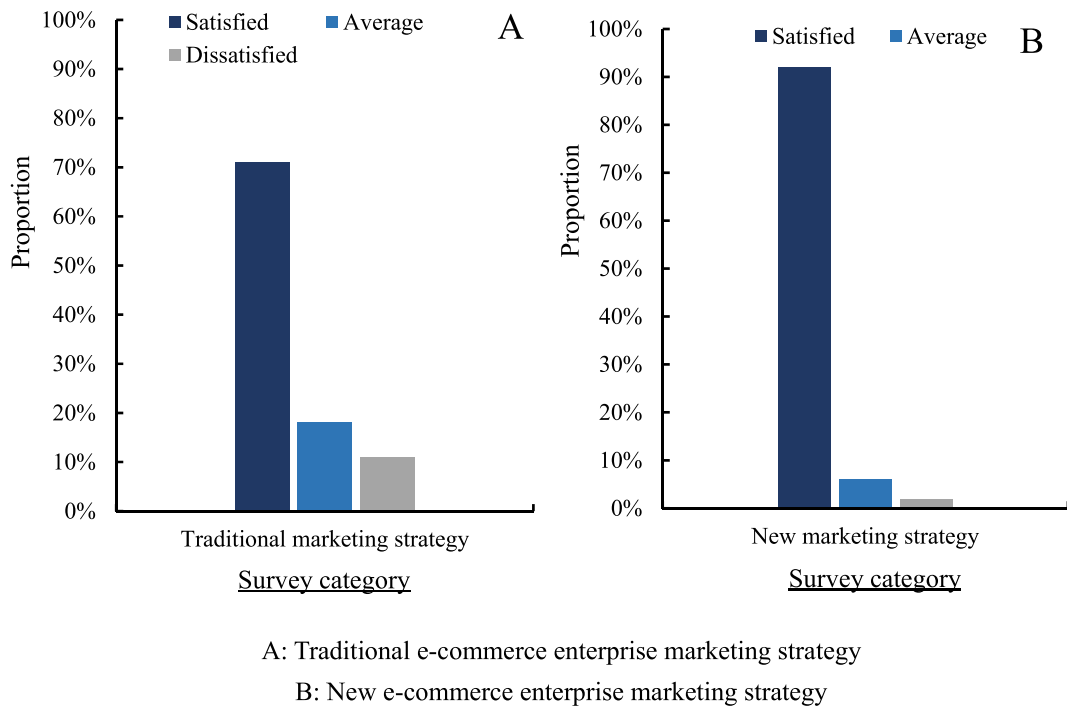 Satisfied
Average
Dissatisfied
A
100%
90%
80%
70%
60%
50%
40%
30%
20%
10%
0%
Proportion
Traditional marketing strategy
Survey category
Satisfied
Average
B
100%
90%
80%
70%
60%
50%
40%
30%
20%
10%
0%
Proportion
New marketing strategy
Survey category
A: Traditional e-commerce enterprise marketing strategy
B: New e-commerce enterprise marketing strategy